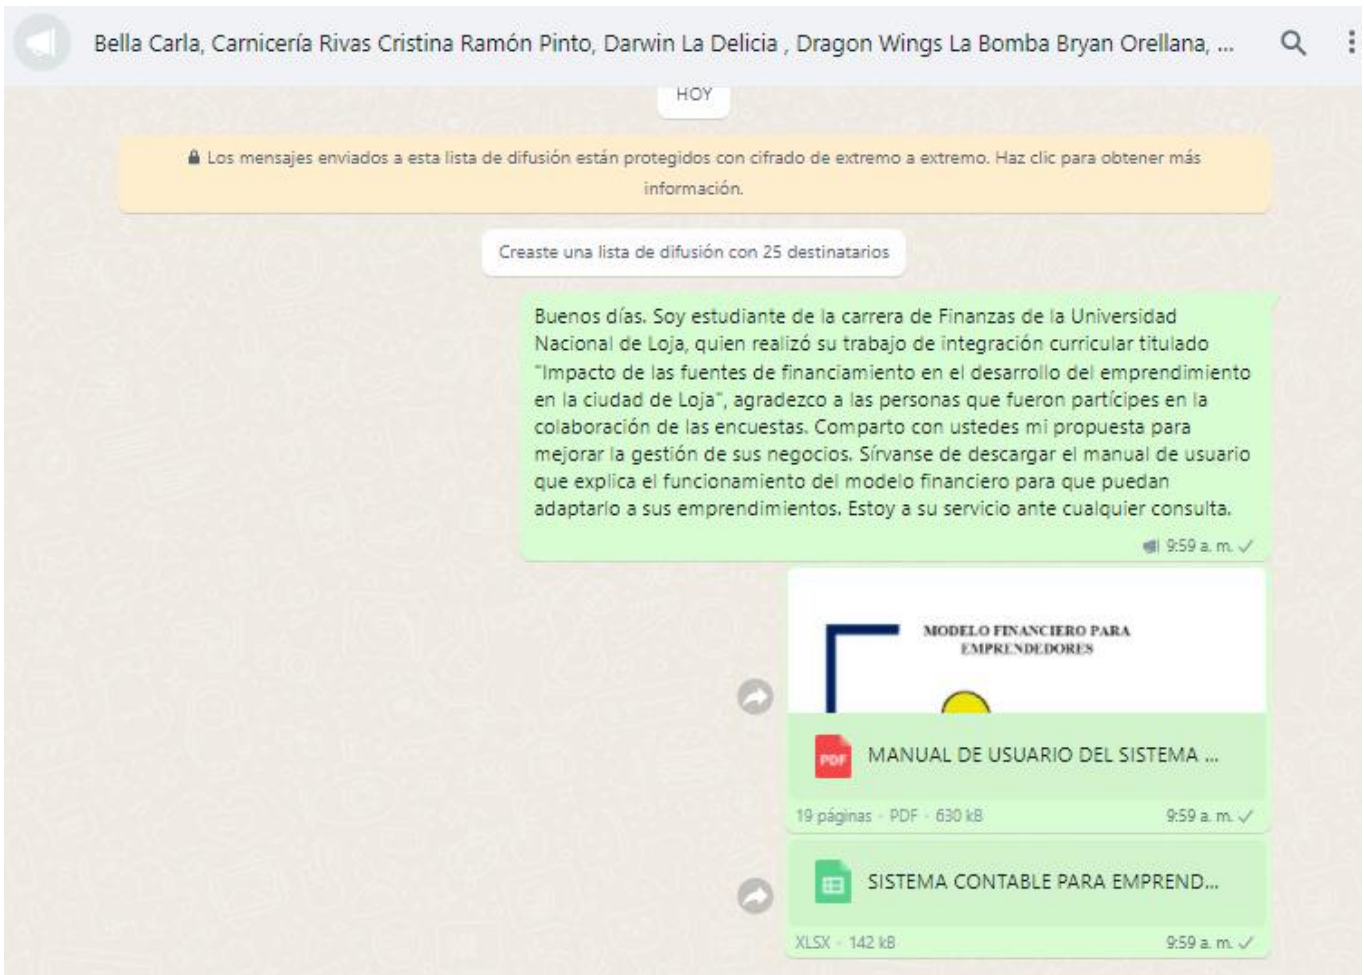 Bella Carla, Carnicería Rivas Cristina Ramón Pinto, Darwin La Delicia , Dragon Wings La Bomba Bryan Orellana, ...
HOY
Los mensajes enviados a esta lista de difusión están protegidos con cifrado de extremo a extremo. Haz clic para obtener más
información.
Creaste una lista de difusión con 25 destinatarios
Buenos días. Soy estudiante de la carrera de Finanzas de la Universidad
Nacional de Loja, quien realizó su trabajo de integración curricular titulado
"Impacto de las fuentes de financiamiento en el desarrollo del emprendimiento
en la ciudad de Loja", agradezco a las personas que fueron partícipes en la
colaboración de las encuestas. Comparto con ustedes mi propuesta para
mejorar la gestión de sus negocios. Sírvanse de descargar el manual de usuario
que explica el funcionamiento del modelo financiero para que puedan
adaptarlo a sus emprendimientos. Estoy a su servicio ante cualquier consulta.
9:59 a. m.
MODELO FINANCIERO PARA
EMPRENDEDORES
PDF
MANUAL DE USUARIO DEL SISTEMA ...
19 páginas · PDF · 630 kB
9:59 a. m.
SISTEMA CONTABLE PARA EMPREND...
XLSX · 142 kB
9:59 a. m.